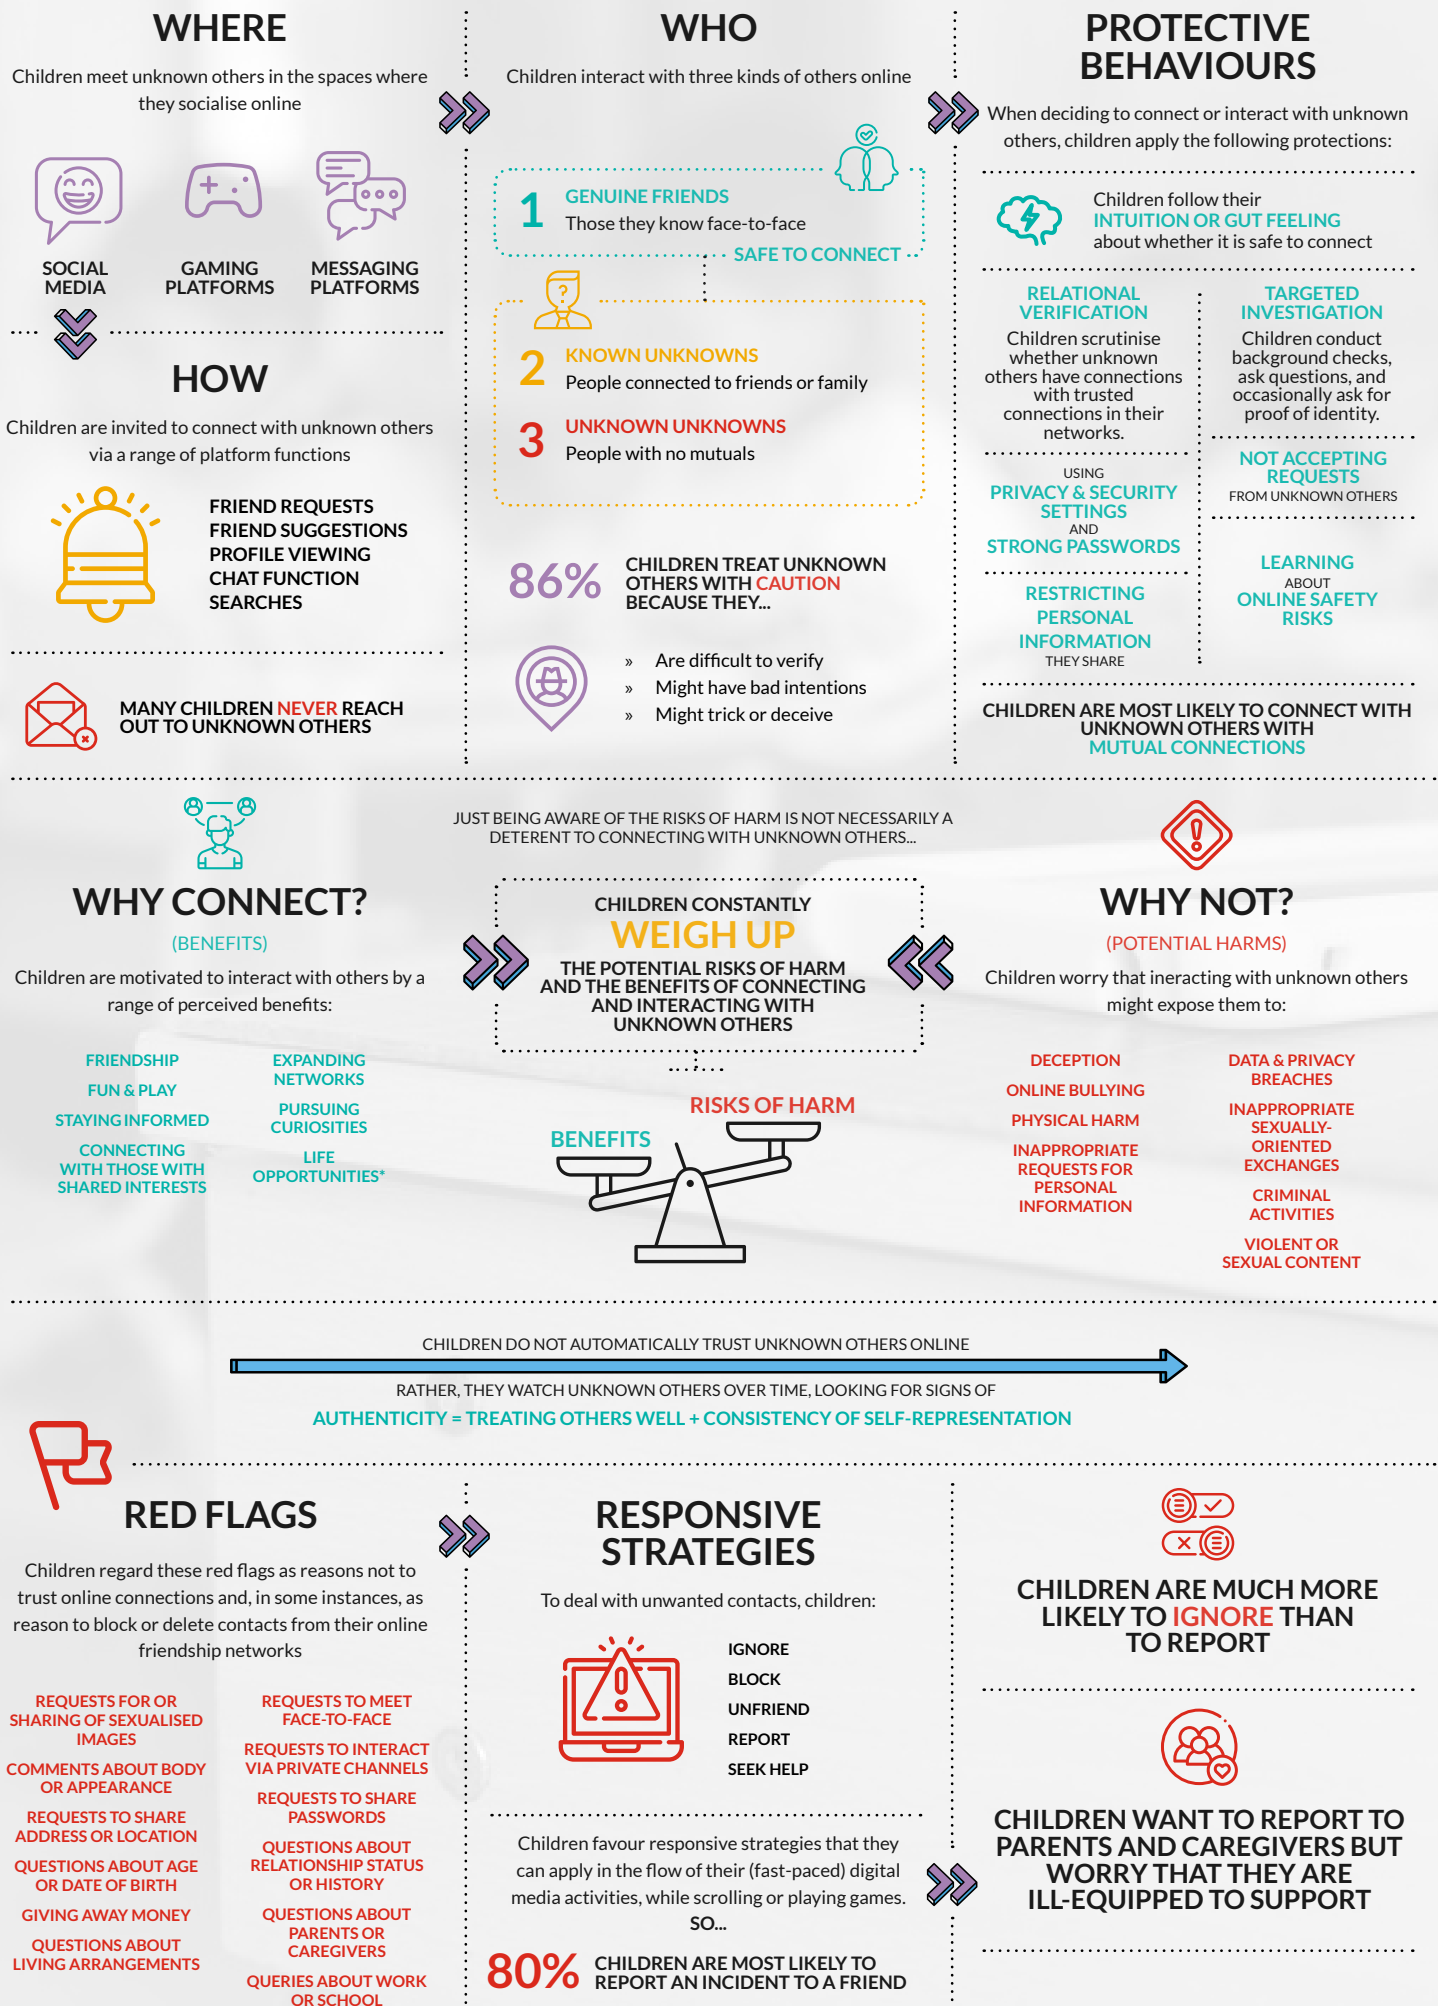 WHERE
Children meet unknown others in the spaces where
they socialise online
SOCIAL
MEDIA
GAMING
PLATFORMS
MESSAGING
PLATFORMS
HOW
Children are invited to connect with unknown others
via a range of platform functions
FRIEND REQUESTS
FRIEND SUGGESTIONS
PROFILE VIEWING
CHAT FUNCTION
SEARCHES
MANY CHILDREN NEVER REACH
OUT TO UNKNOWN OTHERS
WHO
Children interact with three kinds of others online
1 GENUINE FRIENDS
Those they know face-to-face
SAFE TO CONNECT
?
2 KNOWN UNKNOWNS
People connected to friends or family
3 UNKNOWN UNKNOWNS
People with no mutuals
86%
CHILDREN TREAT UNKNOWN
OTHERS WITH CAUTION
BECAUSE THEY...
» Are difficult to verify
» Might have bad intentions
» Might trick or deceive
PROTECTIVE
BEHAVIOURS
When deciding to connect or interact with unknown
others, children apply the following protections:
Children follow their
INTUITION OR GUT FEELING
about whether it is safe to connect
RELATIONAL
VERIFICATION
Children scrutinise
whether unknown
others have connections
with trusted
connections in their
networks.
USING
PRIVACY & SECURITY
SETTINGS
AND
STRONG PASSWORDS
RESTRICTING
PERSONAL
INFORMATION
THEY SHARE
TARGETED
INVESTIGATION
Children conduct
background checks,
ask questions, and
occasionally ask for
proof of identity.
NOT ACCEPTING
REQUESTS
FROM UNKNOWN OTHERS
LEARNING
ABOUT
ONLINE SAFETY
RISKS
CHILDREN ARE MOST LIKELY TO CONNECT WITH
UNKNOWN OTHERS WITH
MUTUAL CONNECTIONS
WHY CONNECT?
(BENEFITS)
Children are motivated to interact with others by a
range of perceived benefits:
FRIENDSHIP
FUN & PLAY
STAYING INFORMED
CONNECTING
WITH THOSE WITH
SHARED INTERESTS
EXPANDING
NETWORKS
PURSUING
CURIOSITIES
LIFE
OPPORTUNITIES*
JUST BEING AWARE OF THE RISKS OF HARM IS NOT NECESSARILY A
DETERENT TO CONNECTING WITH UNKNOWN OTHERS...
CHILDREN CONSTANTLY
WEIGH UP
THE POTENTIAL RISKS OF HARM
AND THE BENEFITS OF CONNECTING
AND INTERACTING WITH
UNKNOWN OTHERS
RISKS OF HARM
BENEFITS
WHY NOT?
(POTENTIAL HARMS)
Children worry that ineracting with unknown others
might expose them to:
DECEPTION
ONLINE BULLYING
PHYSICAL HARM
INAPPROPRIATE
REQUESTS FOR
PERSONAL
INFORMATION
DATA & PRIVACY
BREACHES
INAPPROPRIATE
SEXUALLY-
ORIENTED
EXCHANGES
CRIMINAL
ACTIVITIES
VIOLENT OR
SEXUAL CONTENT
CHILDREN DO NOT AUTOMATICALLY TRUST UNKNOWN OTHERS ONLINE
RATHER, THEY WATCH UNKNOWN OTHERS OVER TIME, LOOKING FOR SIGNS OF
AUTHENTICITY = TREATING OTHERS WELL + CONSISTENCY OF SELF-REPRESENTATION
RED FLAGS
Children regard these red flags as reasons not to
trust online connections and, in some instances, as
reason to block or delete contacts from their online
friendship networks
REQUESTS FOR OR
SHARING OF SEXUALISED
IMAGES
COMMENTS ABOUT BODY
OR APPEARANCE
REQUESTS TO SHARE
ADDRESS OR LOCATION
QUESTIONS ABOUT AGE
OR DATE OF BIRTH
GIVING AWAY MONEY
QUESTIONS ABOUT
LIVING ARRANGEMENTS
REQUESTS TO MEET
FACE-TO-FACE
REQUESTS TO INTERACT
VIA PRIVATE CHANNELS
REQUESTS TO SHARE
PASSWORDS
QUESTIONS ABOUT
RELATIONSHIP STATUS
OR HISTORY
QUESTIONS ABOUT
PARENTS OR
CAREGIVERS
QUERIES ABOUT WORK
OR SCHOOL
RESPONSIVE
STRATEGIES
To deal with unwanted contacts, children:
IGNORE
BLOCK
UNFRIEND
REPORT
SEEK HELP
Children favour responsive strategies that they
can apply in the flow of their (fast-paced) digital
media activities, while scrolling or playing games.
SO...
80%
CHILDREN ARE MOST LIKELY TO
REPORT AN INCIDENT TO A FRIEND
CHILDREN ARE MUCH MORE
LIKELY TO IGNORE THAN
TO REPORT
CHILDREN WANT TO REPORT TO
PARENTS AND CAREGIVERS BUT
WORRY THAT THEY ARE
ILL-EQUIPPED TO SUPPORT